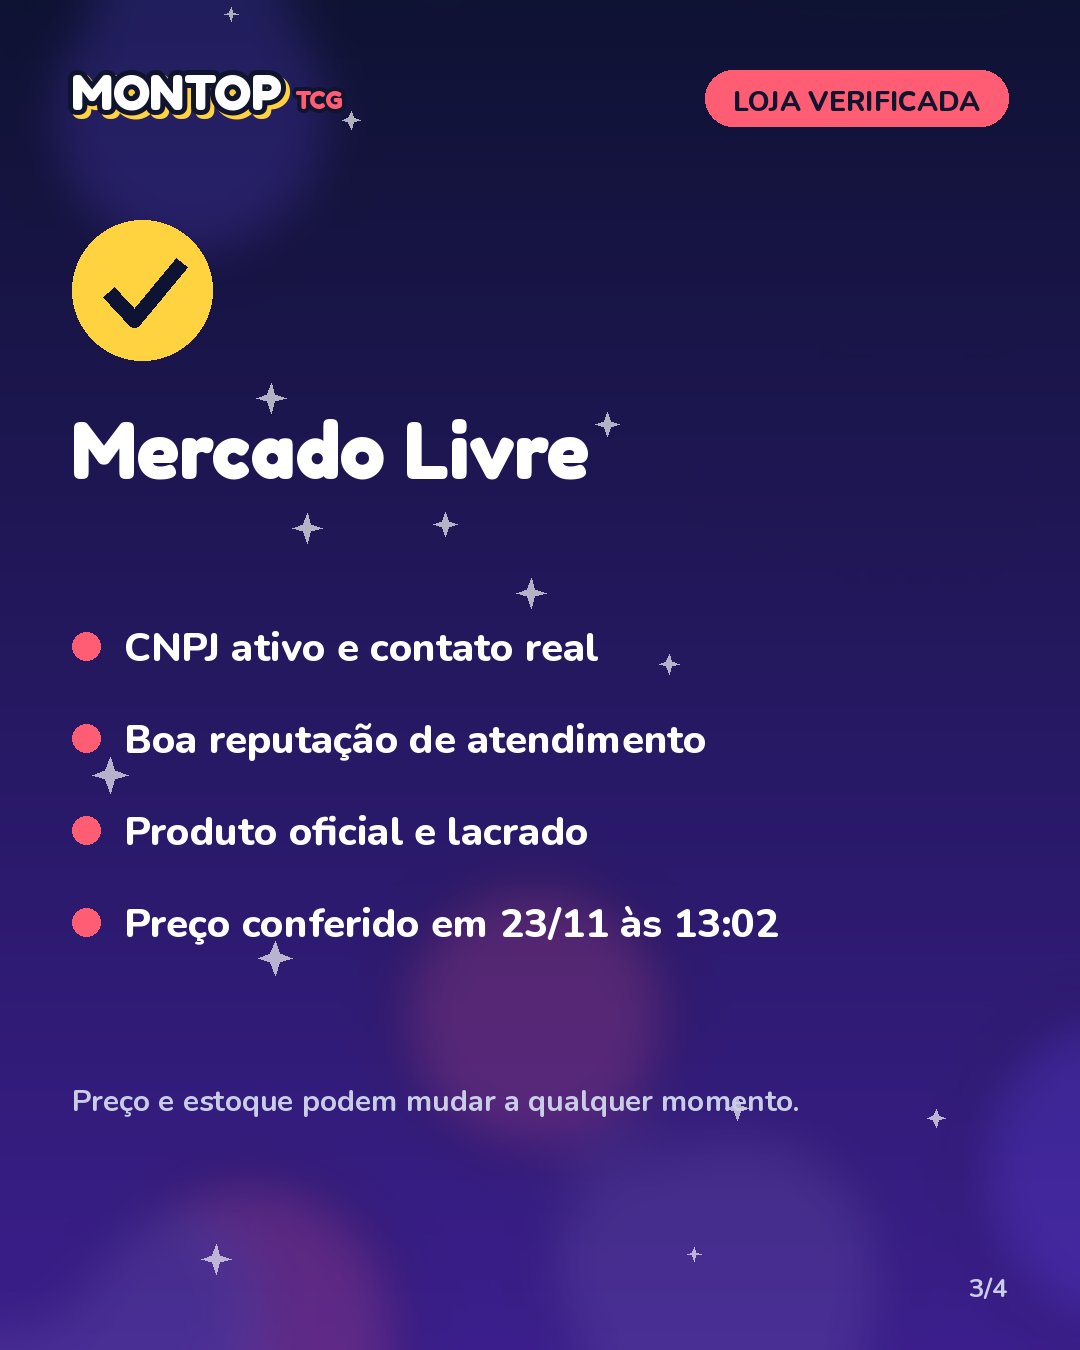 MONTOP TCG
LOJA VERIFICADA
Mercado Livre
CNPJ ativo e contato real
Boa reputação de atendimento
Produto oficial e lacrado
Preço conferido em 23/11 às 13:02
Preço e estoque podem mudar a qualquer momento.
3/4